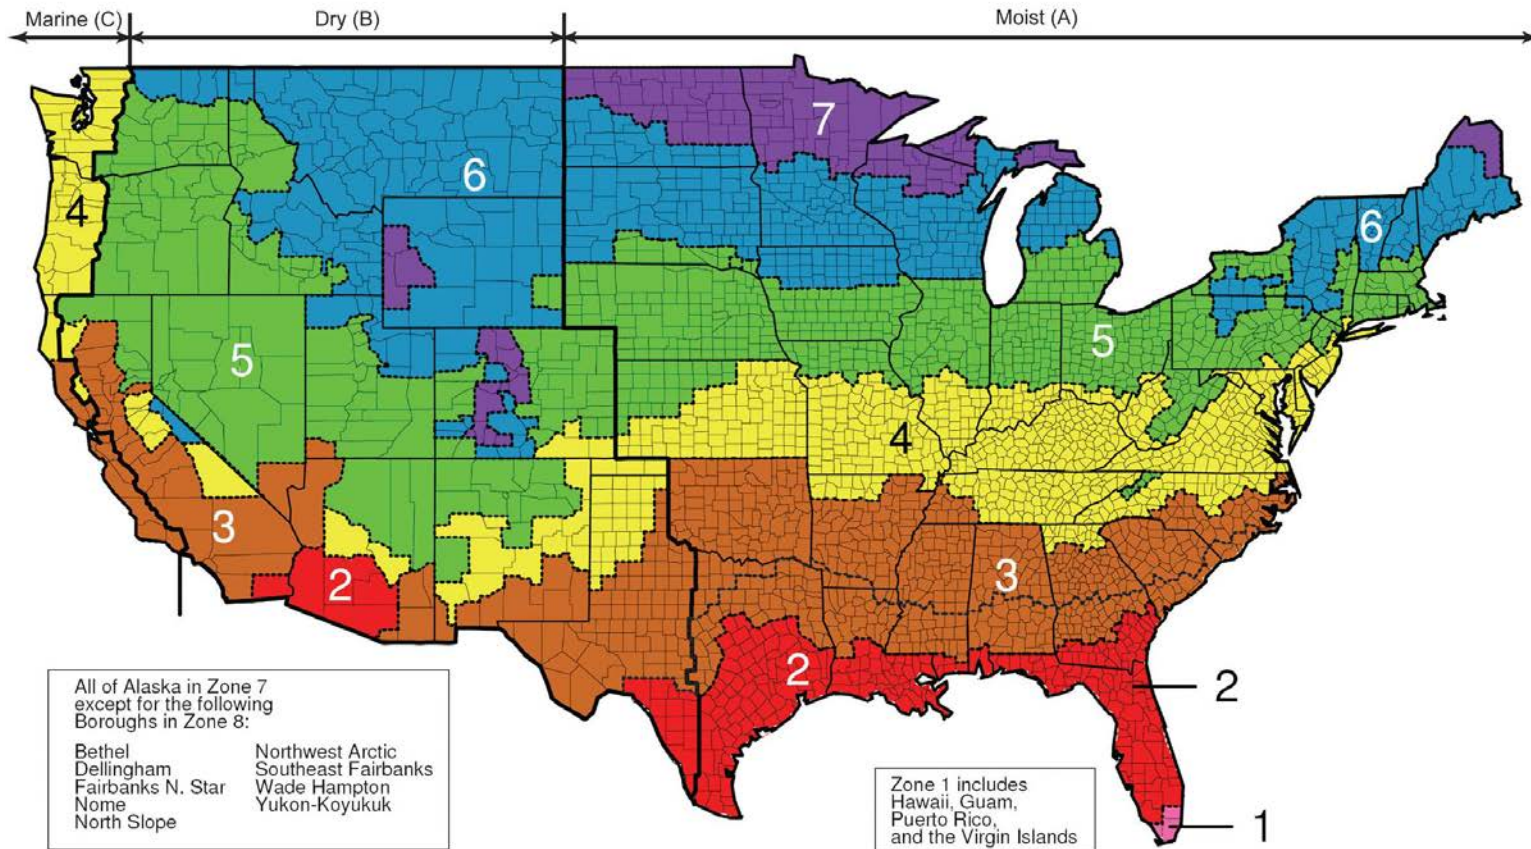 Marine (C)
Dry (B)
Moist (A)
7
6
6
4
5
5
4
3
3
2
2
2
1
All of Alaska in Zone 7
except for the following
Boroughs in Zone 8:
Bethel
Dellingham
Fairbanks N. Star
Nome
North Slope
Northwest Arctic
Southeast Fairbanks
Wade Hampton
Yukon-Koyukuk
Zone 1 includes
Hawaii, Guam,
Puerto Rico,
and the Virgin Islands